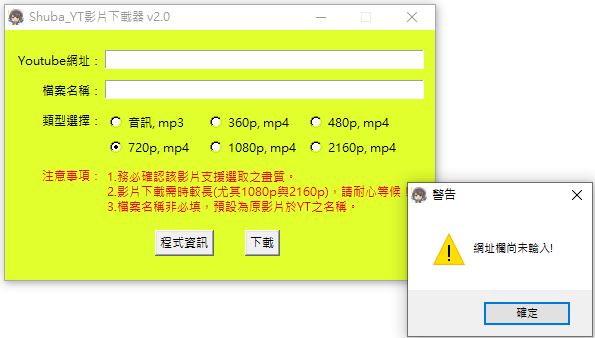 Shuba_YT影片下載器 v2.0
Youtube網址：
檔案名稱：
類型選擇： 音訊, mp3 360p, mp4 480p, mp4
720p, mp4 1080p, mp4 2160p, mp4
注意事項： 1.務必確認該影片支援選取之畫質。
2.影片下載需時較長(尤其1080p與2160p)，請耐心等候
3.檔案名稱非必填，預設為原影片於YT之名稱。
程式資訊 下載
警告
網址欄尚未輸入!
確定